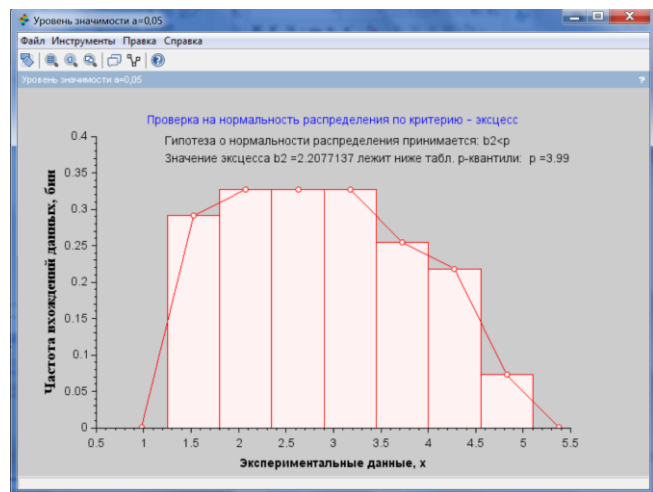 Уровень значимости a=0,05
Файл Инструменты Правка Справка
Уровень значимости a=0,05
?
Проверка на нормальность распределения по критерию - эксцесс
Гипотеза о нормальности распределения принимается: b2<p
Значение эксцесса b2 =2.2077137 лежит ниже табл. р-квантили: p =3.99
Частота вхождений данных, бин
0.4
0.35
0.3
0.25
0.2
0.15
0.1
0.05
0
0.5 1 1.5 2 2.5 3 3.5 4 4.5 5 5.5
Экспериментальные данные, x